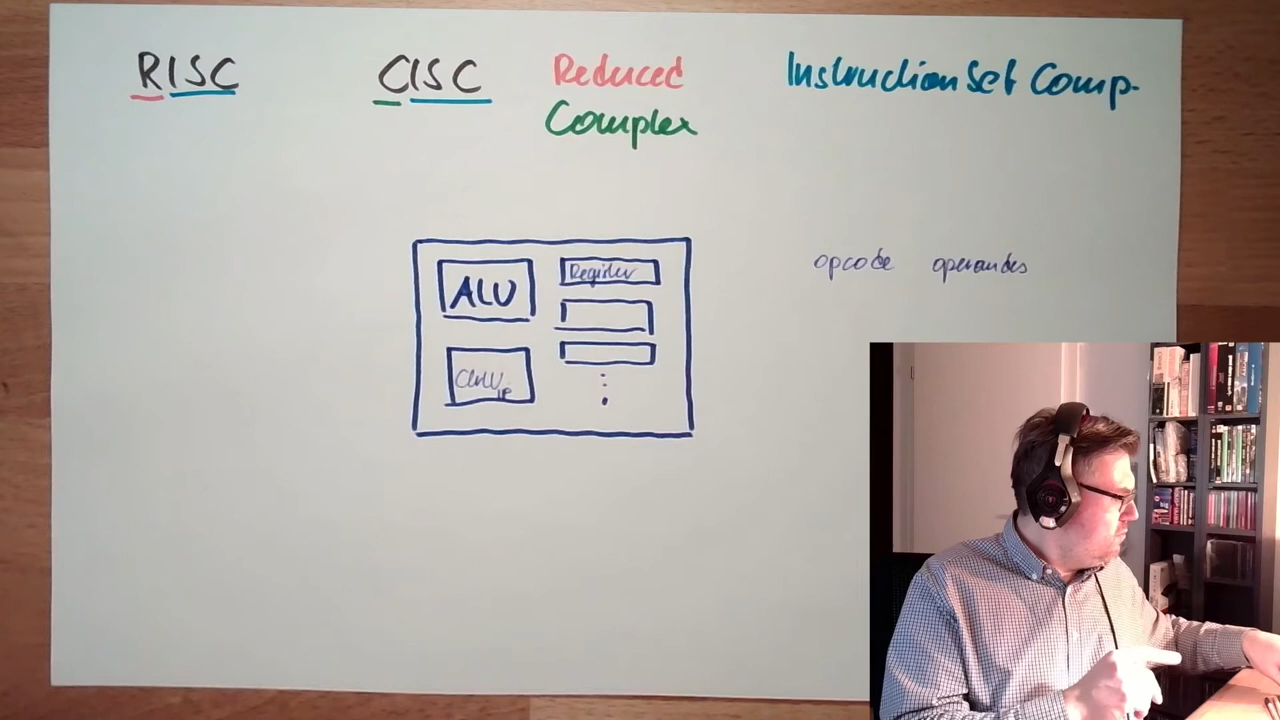 RISC CISC Reduced Instruction Set Comp.
Complex
opcode operandes
ALU Register